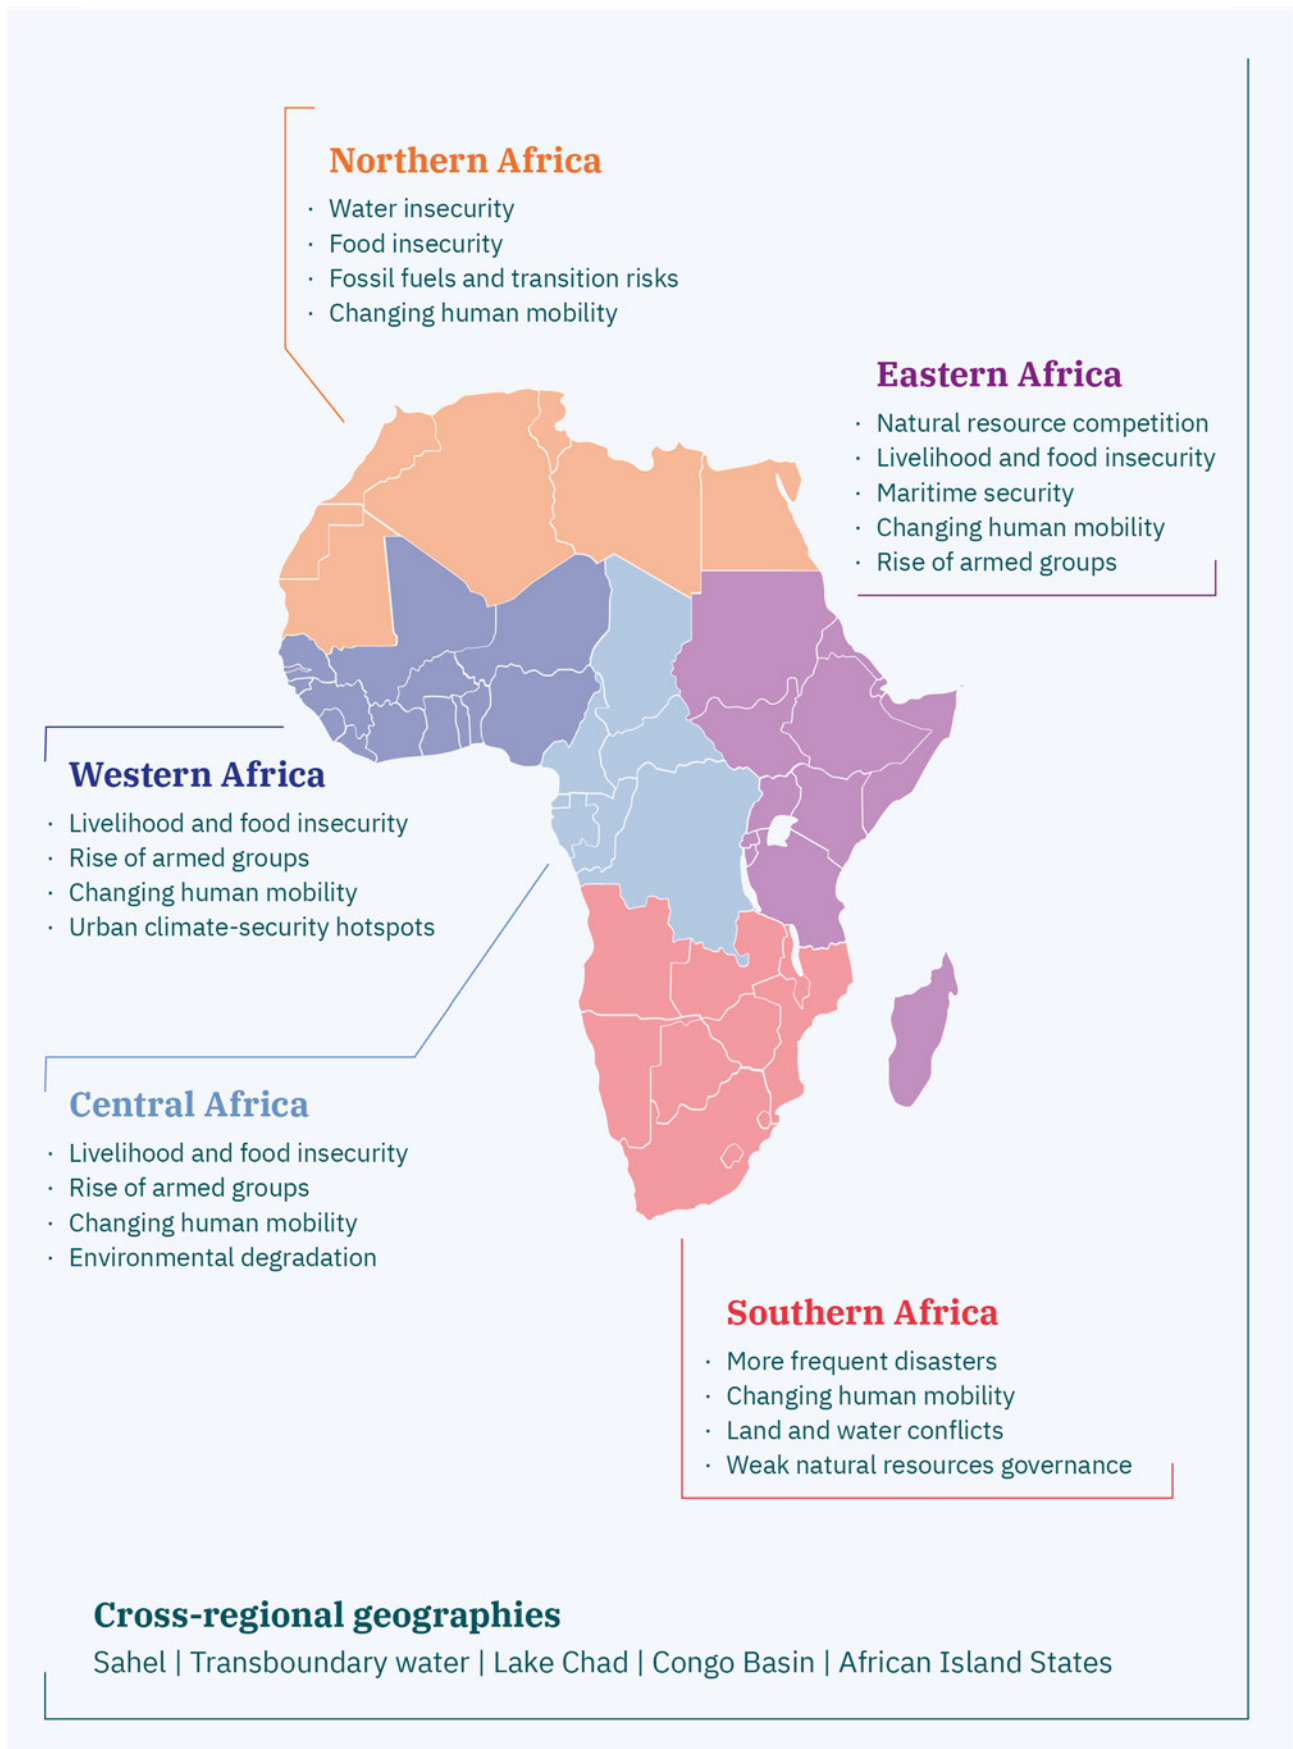 Northern Africa
· Water insecurity
· Food insecurity
· Fossil fuels and transition risks
· Changing human mobility
Eastern Africa
· Natural resource competition
· Livelihood and food insecurity
· Maritime security
· Changing human mobility
· Rise of armed groups
Western Africa
· Livelihood and food insecurity
· Rise of armed groups
· Changing human mobility
· Urban climate-security hotspots
Central Africa
· Livelihood and food insecurity
· Rise of armed groups
· Changing human mobility
· Environmental degradation
Southern Africa
· More frequent disasters
· Changing human mobility
· Land and water conflicts
· Weak natural resources governance
Cross-regional geographies
Sahel | Transboundary water | Lake Chad | Congo Basin | African Island States